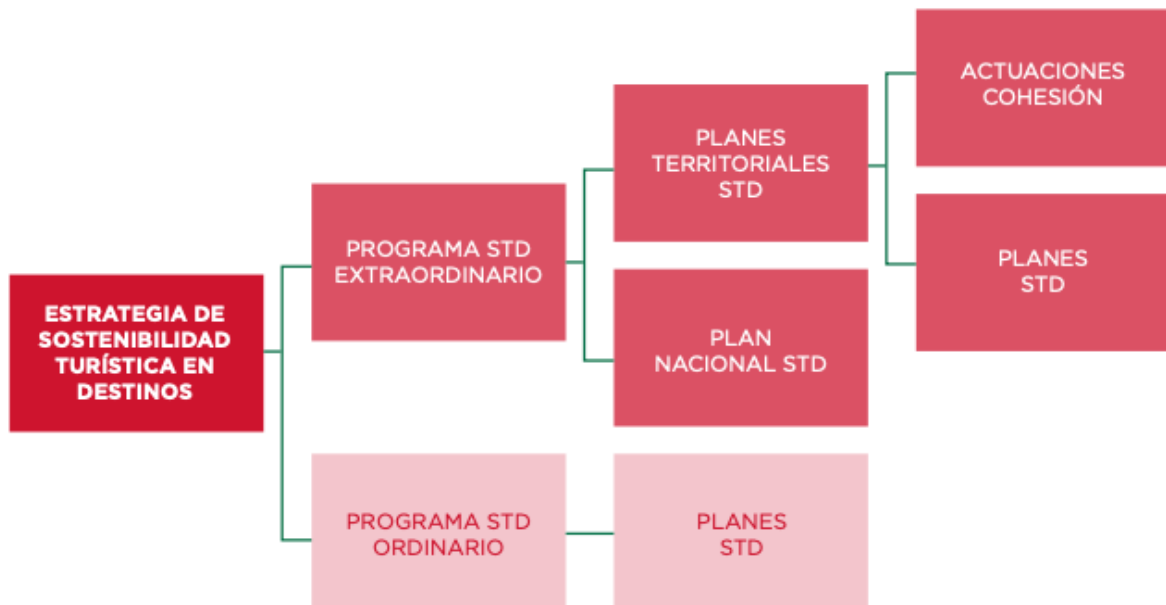 ESTRATEGIA DE
SOSTENIBILIDAD
TURÍSTICA EN
DESTINOS
PROGRAMA STD
EXTRAORDINARIO
PLANES
TERRITORIALES
STD
ACTUACIONES
COHESIÓN
PLANES
STD
PLAN
NACIONAL STD
PROGRAMA STD
ORDINARIO
PLANES
STD